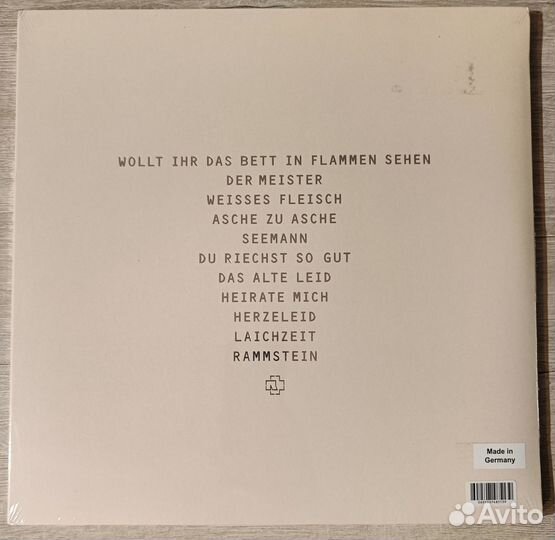 WOLLT IHR DAS BETT IN FLAMMEN SEHEN
DER MEISTER
WEISSES FLEISCH
ASCHE ZU ASCHE
SEEMANN
DU RIECHST SO GUT
DAS ALTE LEID
HEIRATE MICH
HERZELEID
LAICHZEIT
RAMMSTEIN
Made in
Germany
Avito